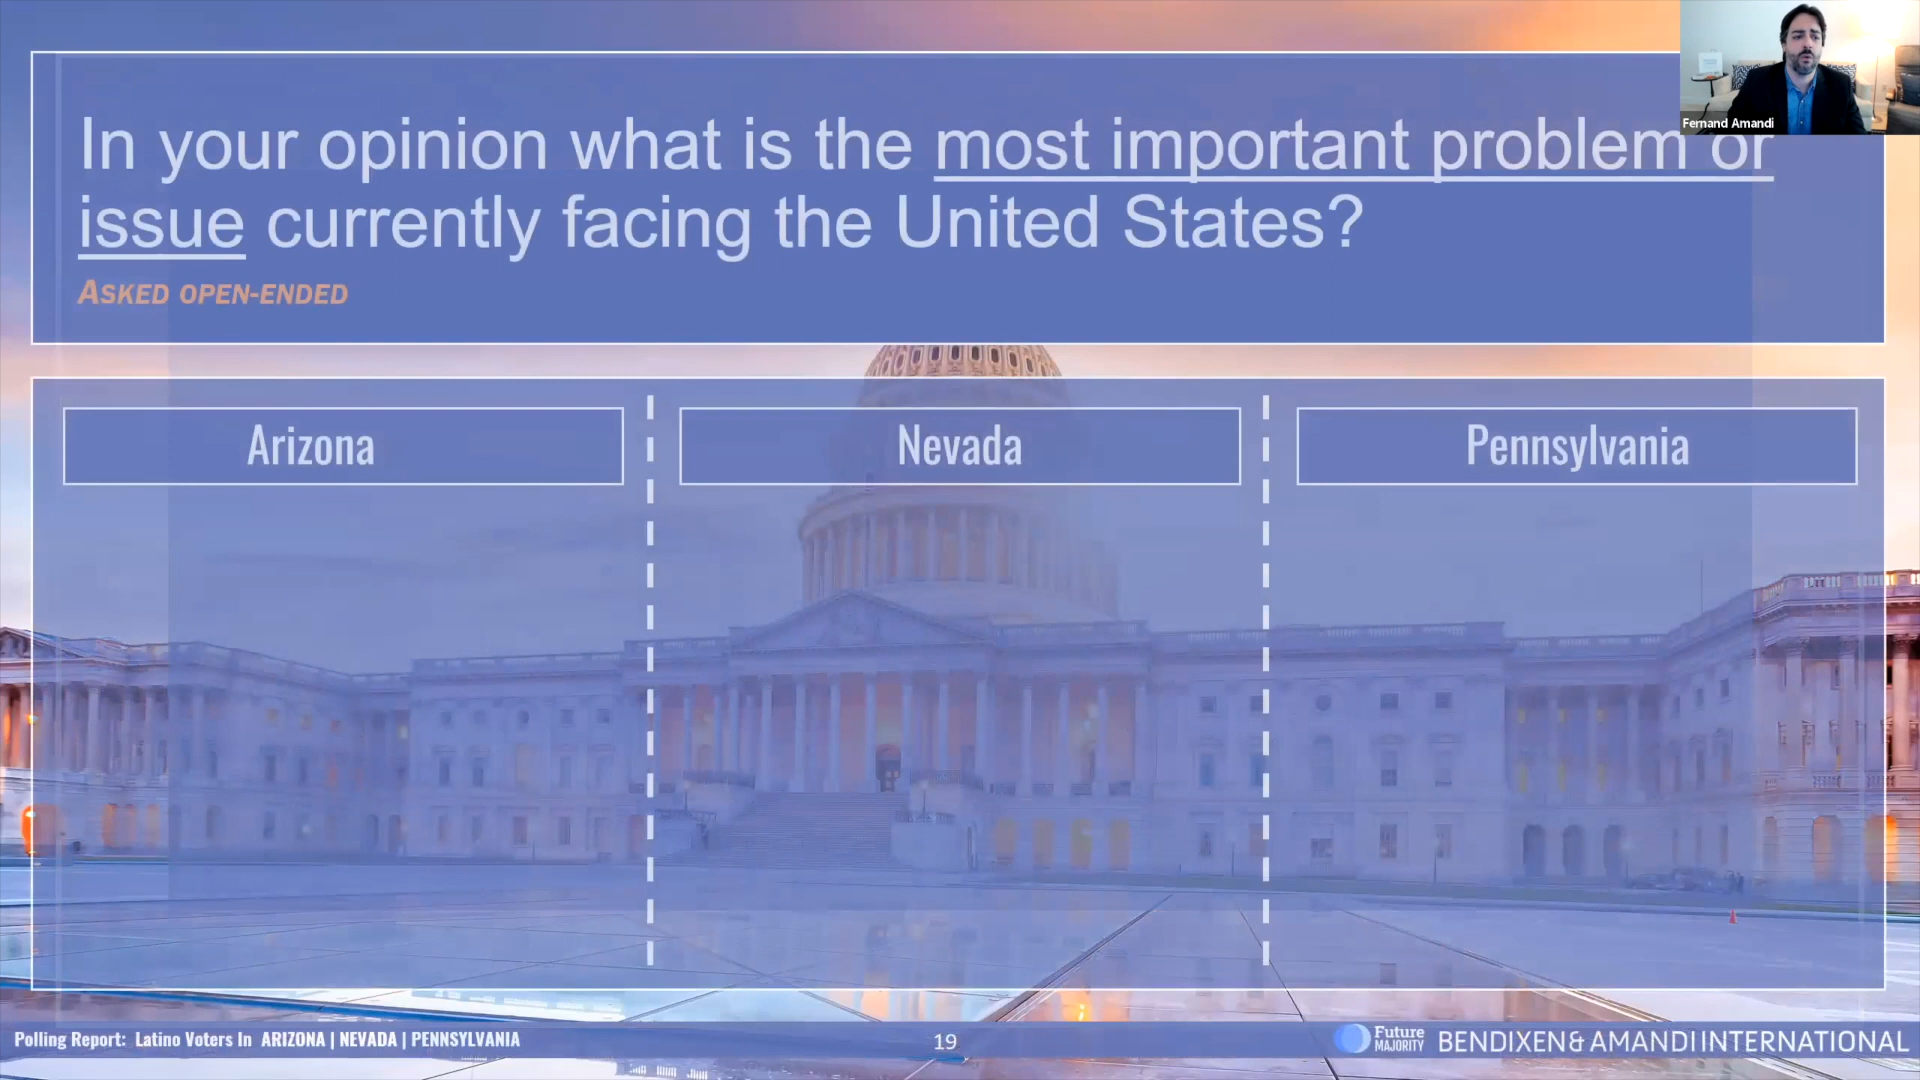 In your opinion what is the most important problem or
issue currently facing the United States?
ASKED OPEN-ENDED
Fernand Amandi
Arizona
Nevada
Pennsylvania
Polling Report: Latino Voters In ARIZONA | NEVADA | PENNSYLVANIA
19
Future
MAJORITY
BENDIXEN & AMANDI INTERNATIONAL